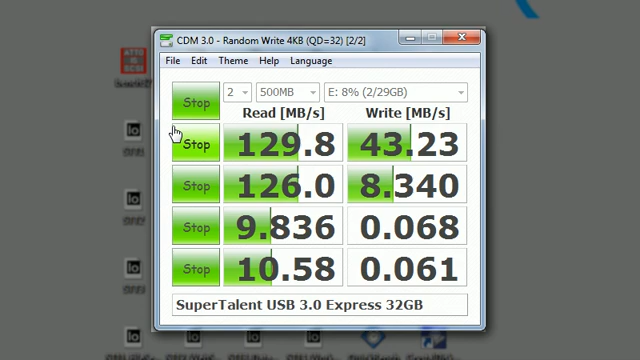 CDM 3.0 - Random Write 4KB (QD=32) [2/2]
File Edit Theme Help Language
Stop 2 500MB E: 8% (2/29GB)
Read [MB/s] Write [MB/s]
Stop 129.8 43.23
Stop 126.0 8.340
Stop 9.836 0.068
Stop 10.58 0.061
SuperTalent USB 3.0 Express 32GB